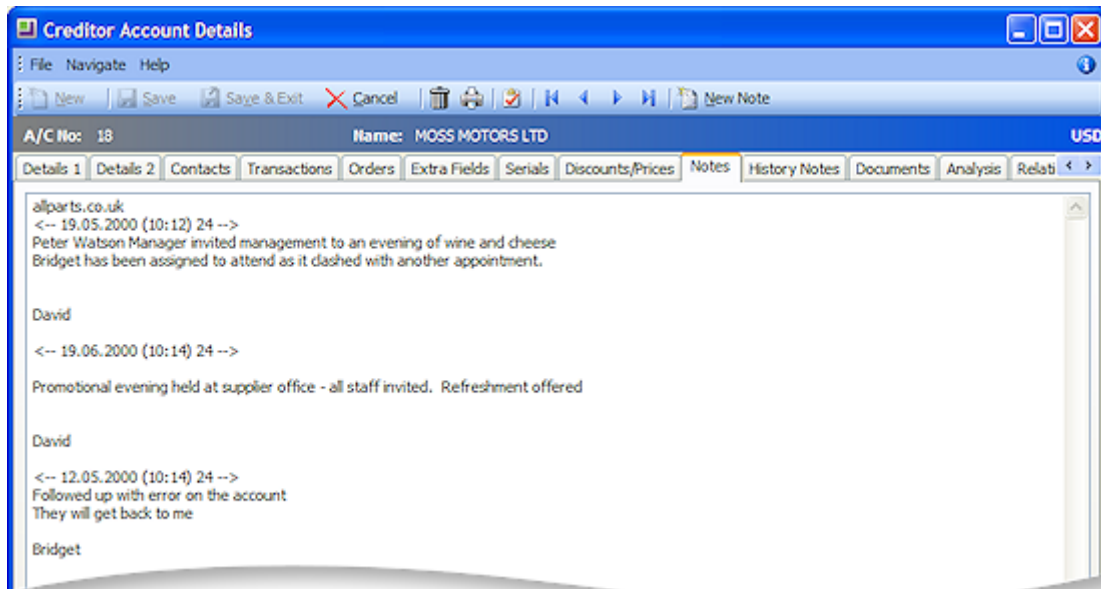 Creditor Account Details
File Navigate Help
New Save Save & Exit Cancel New Note
A/C No: 18 Name: MOSS MOTORS LTD USD
Details 1 Details 2 Contacts Transactions Orders Extra Fields Serials Discounts/Prices Notes History Notes Documents Analysis Relati
allparts.co.uk
<-- 19.05.2000 (10:12) 24 -->
Peter Watson Manager invited management to an evening of wine and cheese
Bridget has been assigned to attend as it clashed with another appointment.
David
<-- 19.06.2000 (10:14) 24 -->
Promotional evening held at supplier office - all staff invited. Refreshment offered
David
<-- 12.05.2000 (10:14) 24 -->
Followed up with error on the account
They will get back to me
Bridget